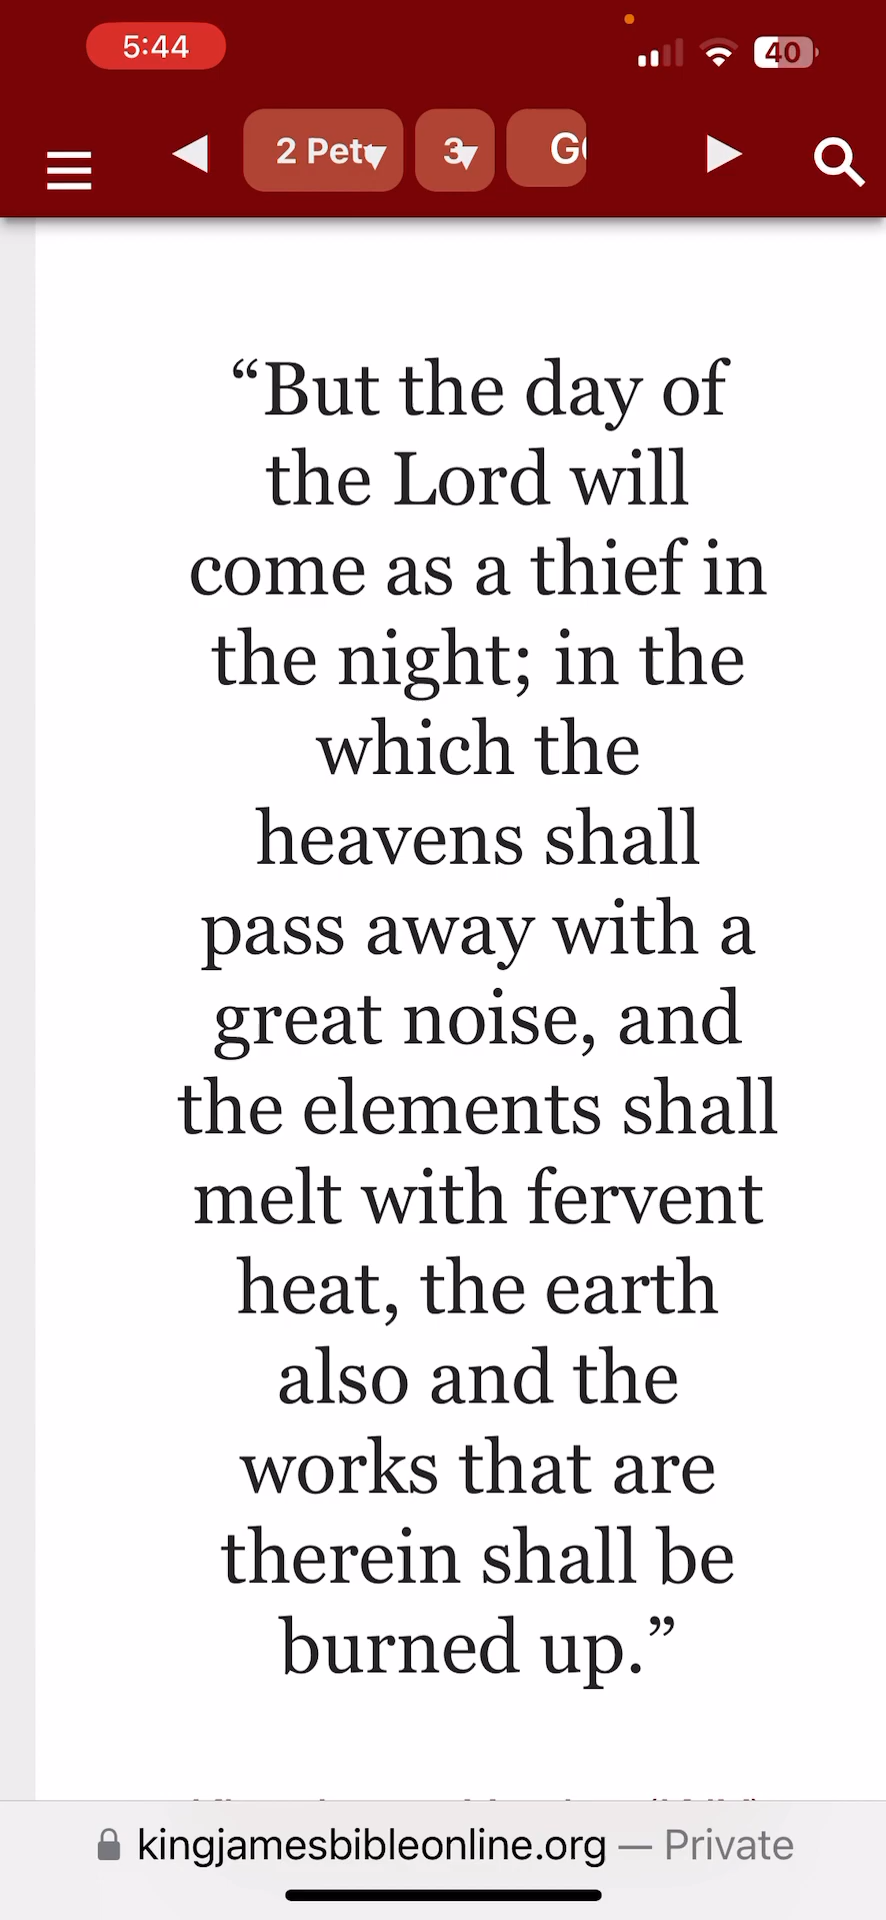 5:44
40
2 Pet
3
G
“But the day of
the Lord will
come as a thief in
the night; in the
which the
heavens shall
pass away with a
great noise, and
the elements shall
melt with fervent
heat, the earth
also and the
works that are
therein shall be
burned up.”
kingjamesbibleonline.org — Private